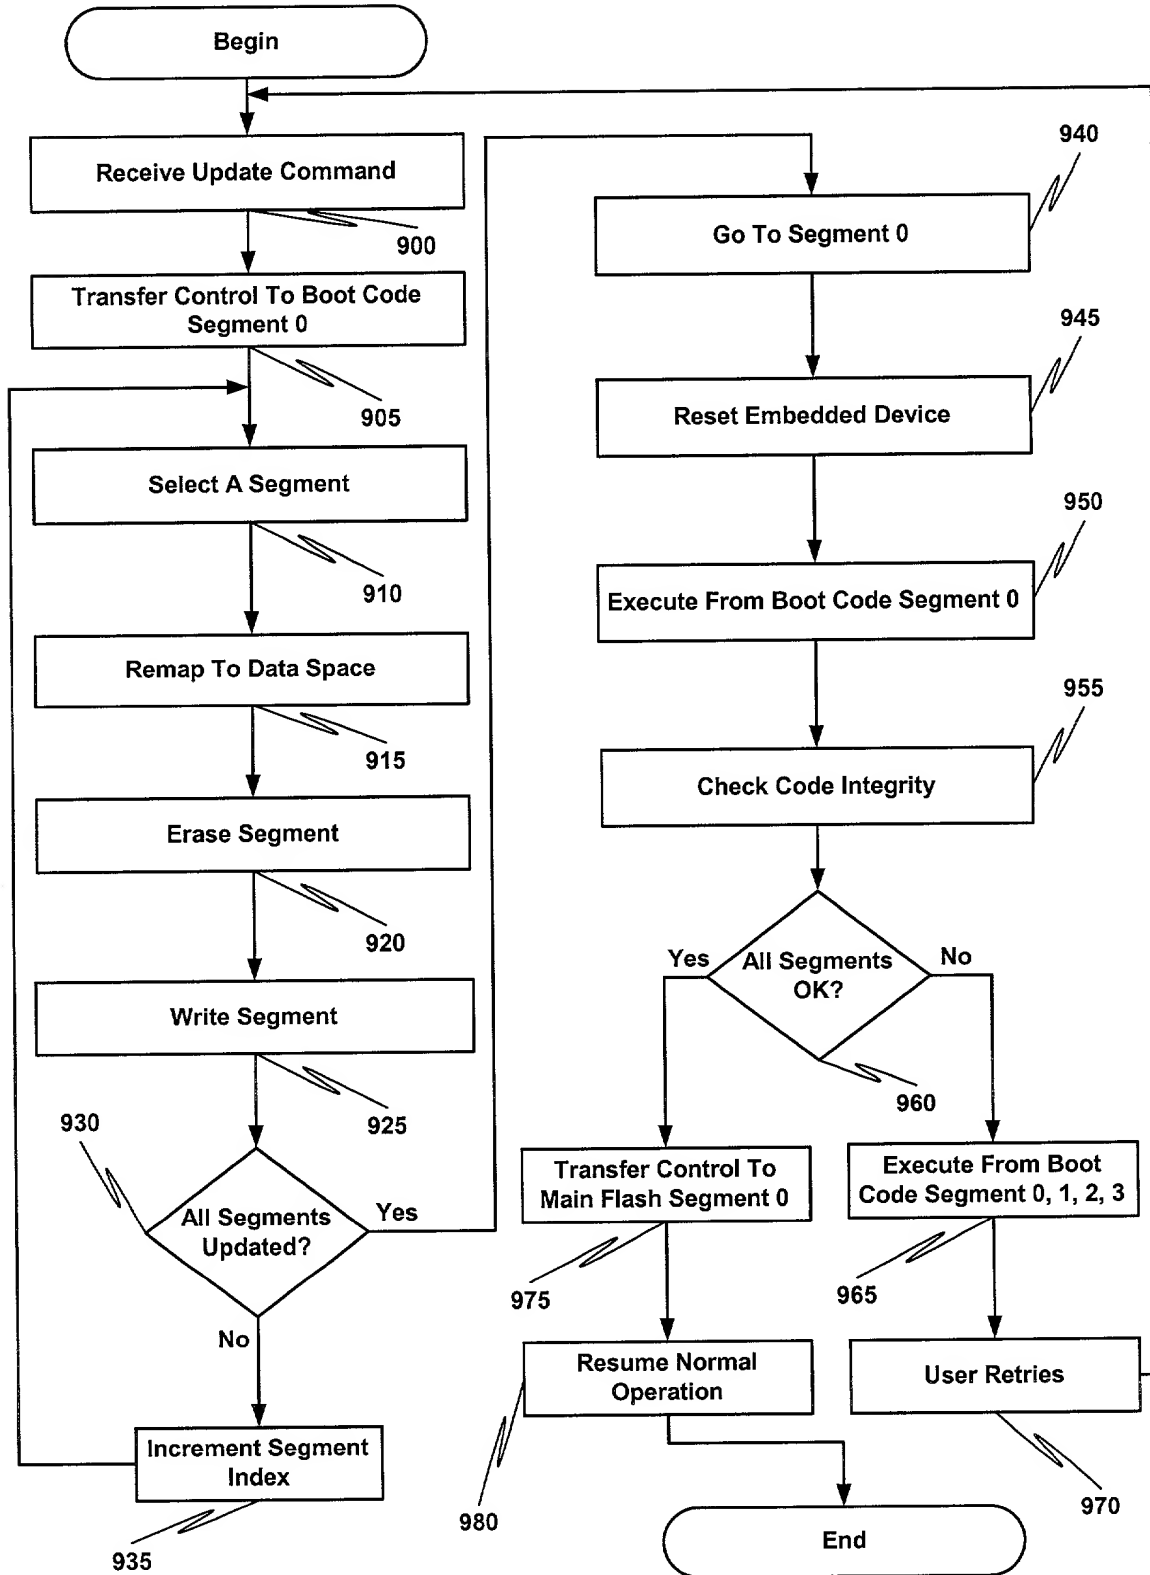 Begin
Receive Update Command
900
Transfer Control To Boot Code
Segment 0
905
Select A Segment
910
Remap To Data Space
915
Erase Segment
920
Write Segment
925
930
All Segments
Updated?
Yes
No
Increment Segment
Index
935
940
Go To Segment 0
945
Reset Embedded Device
950
Execute From Boot Code Segment 0
955
Check Code Integrity
Yes
All Segments
OK?
No
960
Transfer Control To
Main Flash Segment 0
975
Execute From Boot
Code Segment 0, 1, 2, 3
965
Resume Normal
Operation
980
User Retries
970
End